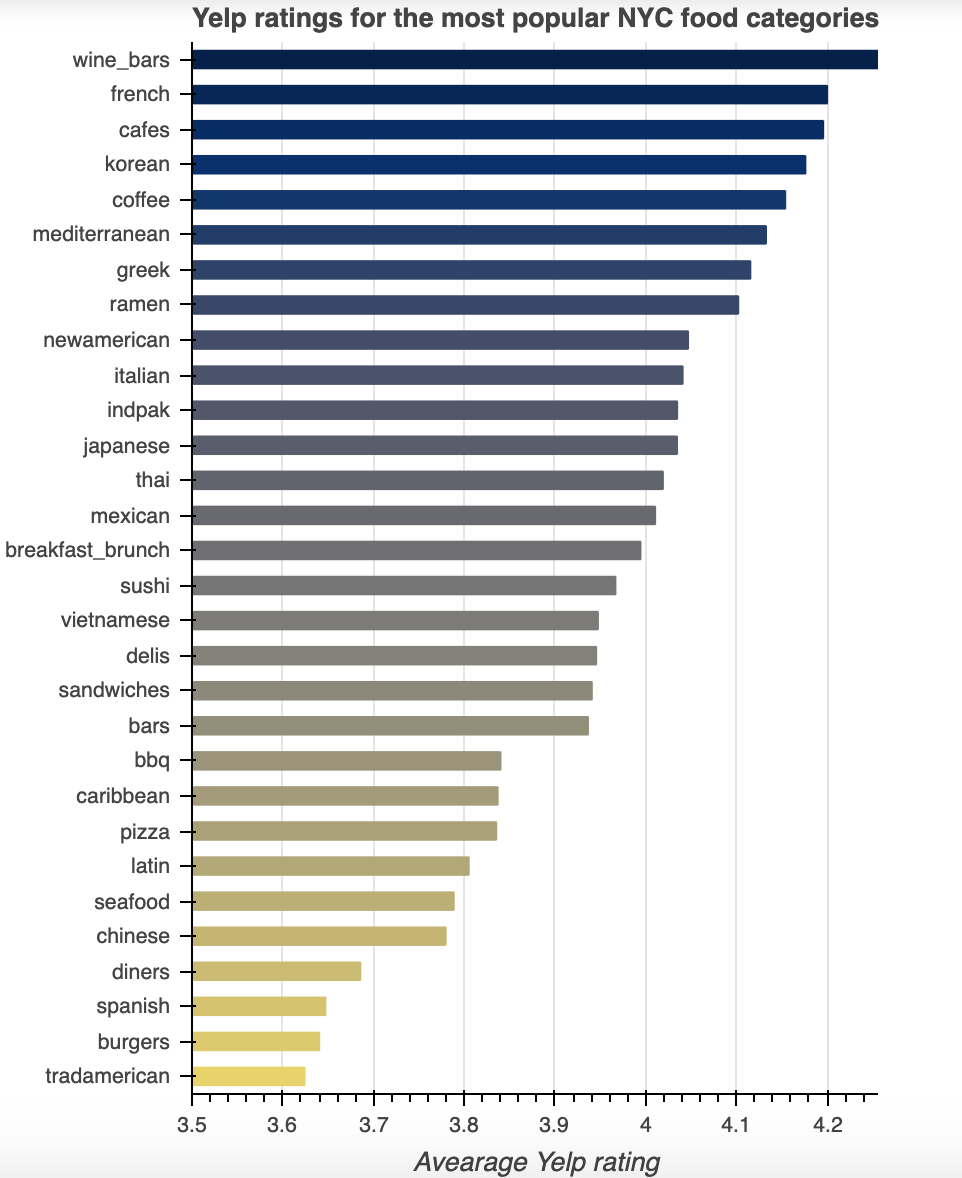 Yelp ratings for the most popular NYC food categories
wine_bars
french
cafes
korean
coffee
mediterranean
greek
ramen
newamerican
italian
indpak
japanese
thai
mexican
breakfast_brunch
sushi
vietnamese
delis
sandwiches
bars
bbq
caribbean
pizza
latin
seafood
chinese
diners
spanish
burgers
tradamerican
3.5 3.6 3.7 3.8 3.9 4 4.1 4.2
Avearage Yelp rating